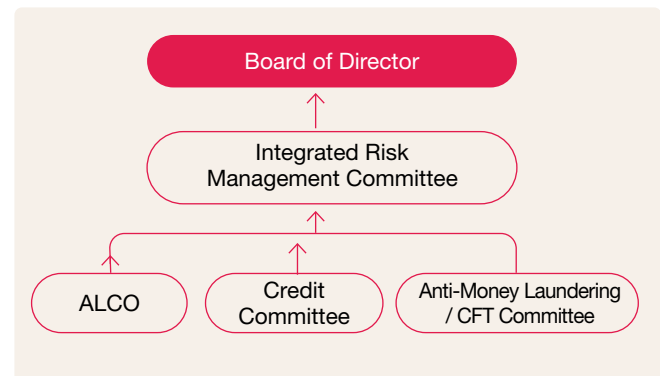 Board of Director
Integrated Risk
Management Committee
ALCO
Credit
Committee
Anti-Money Laundering
/ CFT Committee